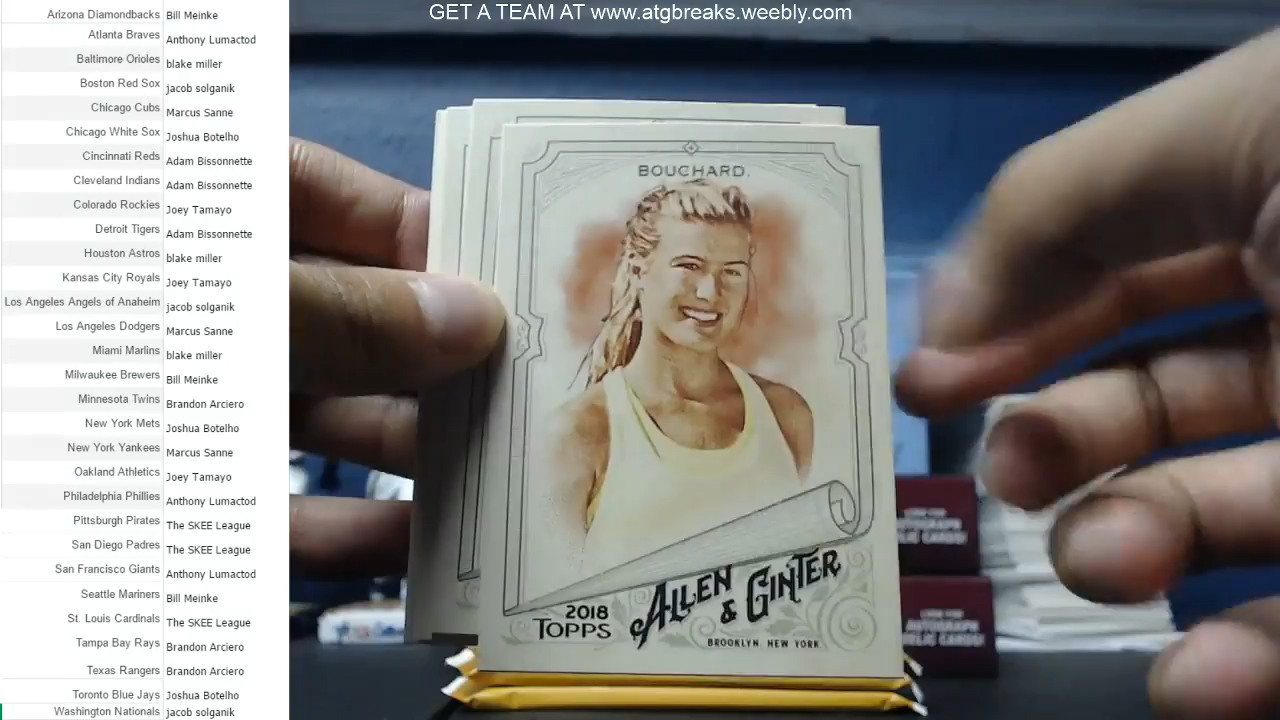 GET A TEAM AT www.atgbreaks.weebly.com
Arizona Diamondbacks Bill Meinke
Atlanta Braves Anthony Lumactod
Baltimore Orioles blake miller
Boston Red Sox jacob solganik
Chicago Cubs Marcus Sanne
Chicago White Sox Joshua Botelho
Cincinnati Reds Adam Bissonnette
Cleveland Indians Adam Bissonnette
Colorado Rockies Joey Tamayo
Detroit Tigers Adam Bissonnette
Houston Astros blake miller
Kansas City Royals Joey Tamayo
Los Angeles Angels of Anaheim jacob solganik
Los Angeles Dodgers Marcus Sanne
Miami Marlins blake miller
Milwaukee Brewers Bill Meinke
Minnesota Twins Brandon Arciero
New York Mets Joshua Botelho
New York Yankees Marcus Sanne
Oakland Athletics Joey Tamayo
Philadelphia Phillies Anthony Lumactod
Pittsburgh Pirates The SKEE League
San Diego Padres The SKEE League
San Francisco Giants Anthony Lumactod
Seattle Mariners Bill Meinke
St. Louis Cardinals The SKEE League
Tampa Bay Rays Brandon Arciero
Texas Rangers Brandon Arciero
Toronto Blue Jays Joshua Botelho
Washington Nationals jacob solganik
BOUCHARD.
2018
TOPPS
ALLEN
& GINTER
BROOKLYN, NEW YORK
AUTOGRAPH
CARDS!
AUTOGRAPH
CARDS!